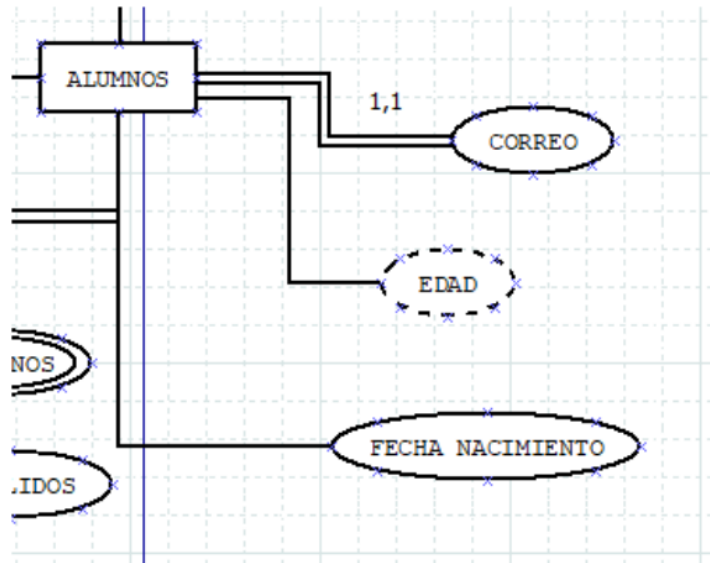 ALUMNOS
1,1
CORREO
EDAD
NOS
FECHA NACIMIENTO
LIDOS